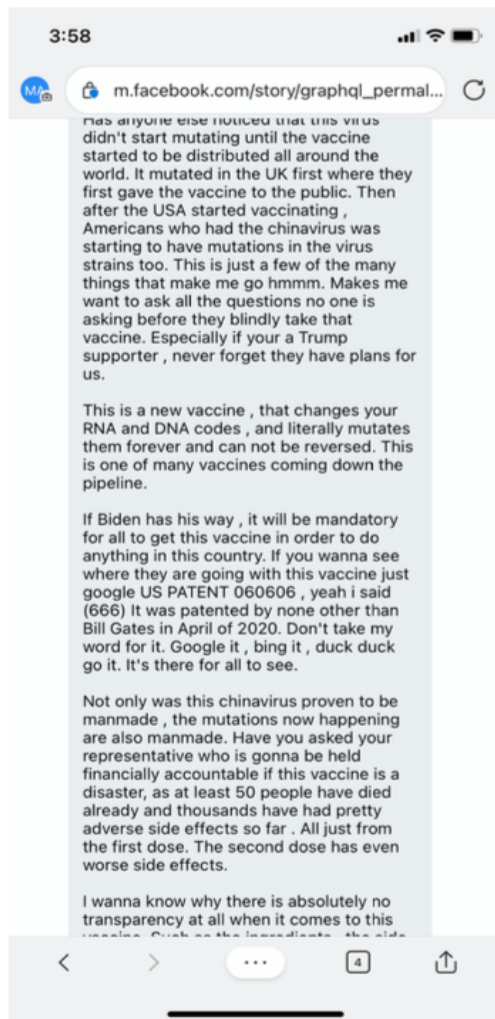 3:58
MA
m.facebook.com/story/graphql_permal...
Has anyone else noticed that this virus
didn't start mutating until the vaccine
started to be distributed all around the
world. It mutated in the UK first where they
first gave the vaccine to the public. Then
after the USA started vaccinating ,
Americans who had the chinavirus was
starting to have mutations in the virus
strains too. This is just a few of the many
things that make me go hmmm. Makes me
want to ask all the questions no one is
asking before they blindly take that
vaccine. Especially if your a Trump
supporter , never forget they have plans for
us.
This is a new vaccine , that changes your
RNA and DNA codes , and literally mutates
them forever and can not be reversed. This
is one of many vaccines coming down the
pipeline.
If Biden has his way , it will be mandatory
for all to get this vaccine in order to do
anything in this country. If you wanna see
where they are going with this vaccine just
google US PATENT 060606 , yeah i said
(666) It was patented by none other than
Bill Gates in April of 2020. Don't take my
word for it. Google it , bing it , duck duck
go it. It's there for all to see.
Not only was this chinavirus proven to be
manmade , the mutations now happening
are also manmade. Have you asked your
representative who is gonna be held
financially accountable if this vaccine is a
disaster, as at least 50 people have died
already and thousands have had pretty
adverse side effects so far . All just from
the first dose. The second dose has even
worse side effects.
I wanna know why there is absolutely no
transparency at all when it comes to this
vaccine. Such as the ingredients , the side
4